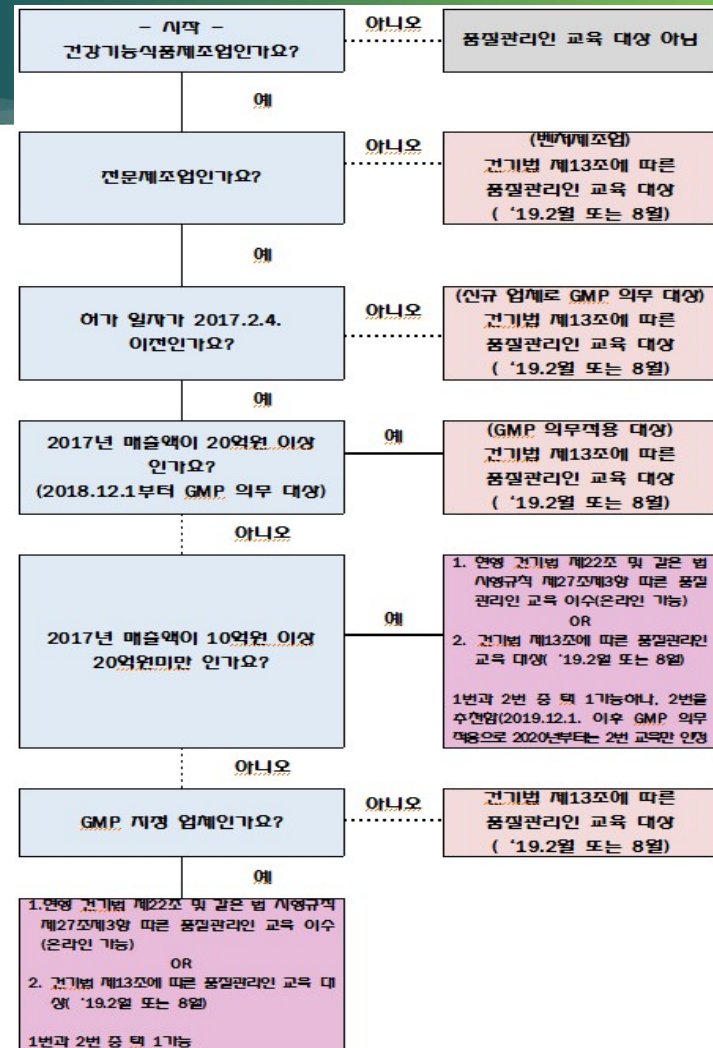 - 시작 -
건강기능식품제조업인가요?
아니오
품질관리인 교육 대상 아님
예
전문제조업인가요?
아니오
(벤처제조업)
건기법 제13조에 따른
품질관리인 교육 대상
( ‘19.2월 또는 8월)
예
허가 일자가 2017.2.4.
이전인가요?
아니오
(신규 업체로 GMP 의무 대상)
건기법 제13조에 따른
품질관리인 교육 대상
( ‘19.2월 또는 8월)
예
2017년 매출액이 20억원 이상
인가요?
(2018.12.1부터 GMP 의무 대상)
예
(GMP 의무적용 대상)
건기법 제13조에 따른
품질관리인 교육 대상
( ‘19.2월 또는 8월)
아니오
2017년 매출액이 10억원 이상
20억원미만 인가요?
예
1. 현행 건기법 제22조 및 같은 법
시행규칙 제27조제3항 따른 품질
관리인 교육 이수(온라인 가능)
OR
2. 건기법 제13조에 따른 품질관리인
교육 대상( ‘19.2월 또는 8월)
1번과 2번 중 택 1가능하나, 2번을
추천함(2019.12.1. 이후 GMP 의무
적용으로 2020년부터는 2번 교육만 인정
아니오
GMP 지정 업체인가요?
아니오
건기법 제13조에 따른
품질관리인 교육 대상
( ‘19.2월 또는 8월)
예
1.현행 건기법 제22조 및 같은 법 시행규칙
제27조제3항 따른 품질관리인 교육 이수
(온라인 가능)
OR
2. 건기법 제13조에 따른 품질관리인 교육 대
상( ‘19.2월 또는 8월)
1번과 2번 중 택 1가능